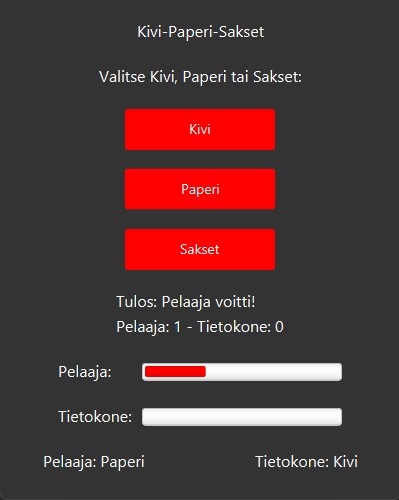 Kivi-Paperi-Sakset
Valitse Kivi, Paperi tai Sakset:
Kivi
Paperi
Sakset
Tulos: Pelaaja voitti!
Pelaaja: 1 - Tietokone: 0
Pelaaja:
Tietokone:
Pelaaja: Paperi
Tietokone: Kivi